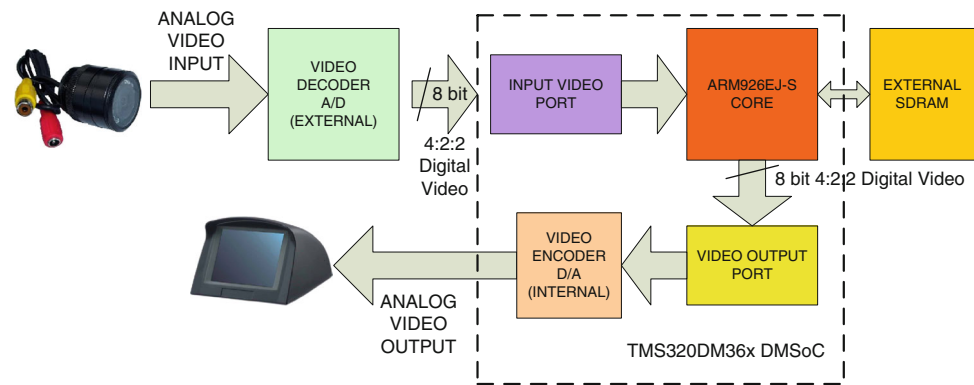 ANALOG
VIDEO
INPUT
VIDEO
DECODER
A/D
(EXTERNAL)
8 bit
4:2:2
Digital
Video
INPUT VIDEO
PORT
ARM926EJ-S
CORE
EXTERNAL
SDRAM
8 bit 4:2:2 Digital Video
VIDEO OUTPUT
PORT
VIDEO
ENCODER
D/A
(INTERNAL)
ANALOG
VIDEO
OUTPUT
TMS320DM36x DMSoC